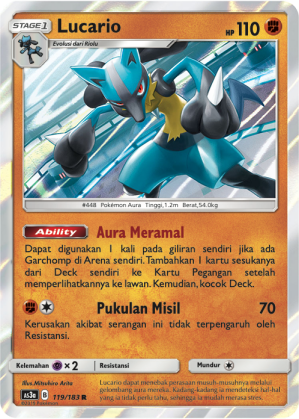 STAGE 1
Lucario
HP 110
Evolusi dari Riolu
#448 Pokémon Aura Tinggi,1.2m Berat,54.0kg
Ability Aura Meramal
Dapat digunakan 1 kali pada giliran sendiri jika ada
Garchomp di Arena sendiri. Tambahkan 1 kartu sesukanya
dari Deck sendiri ke Kartu Pegangan setelah
memperlihatkannya ke lawan. Kemudian, kocok Deck.
Pukulan Misil 70
Kerusakan akibat serangan ini tidak terpengaruh oleh
Resistansi.
Kelemahan ×2 Resistansi Mundur
Illus. Mitsuhiro Arita
AS3a B 119/183 R